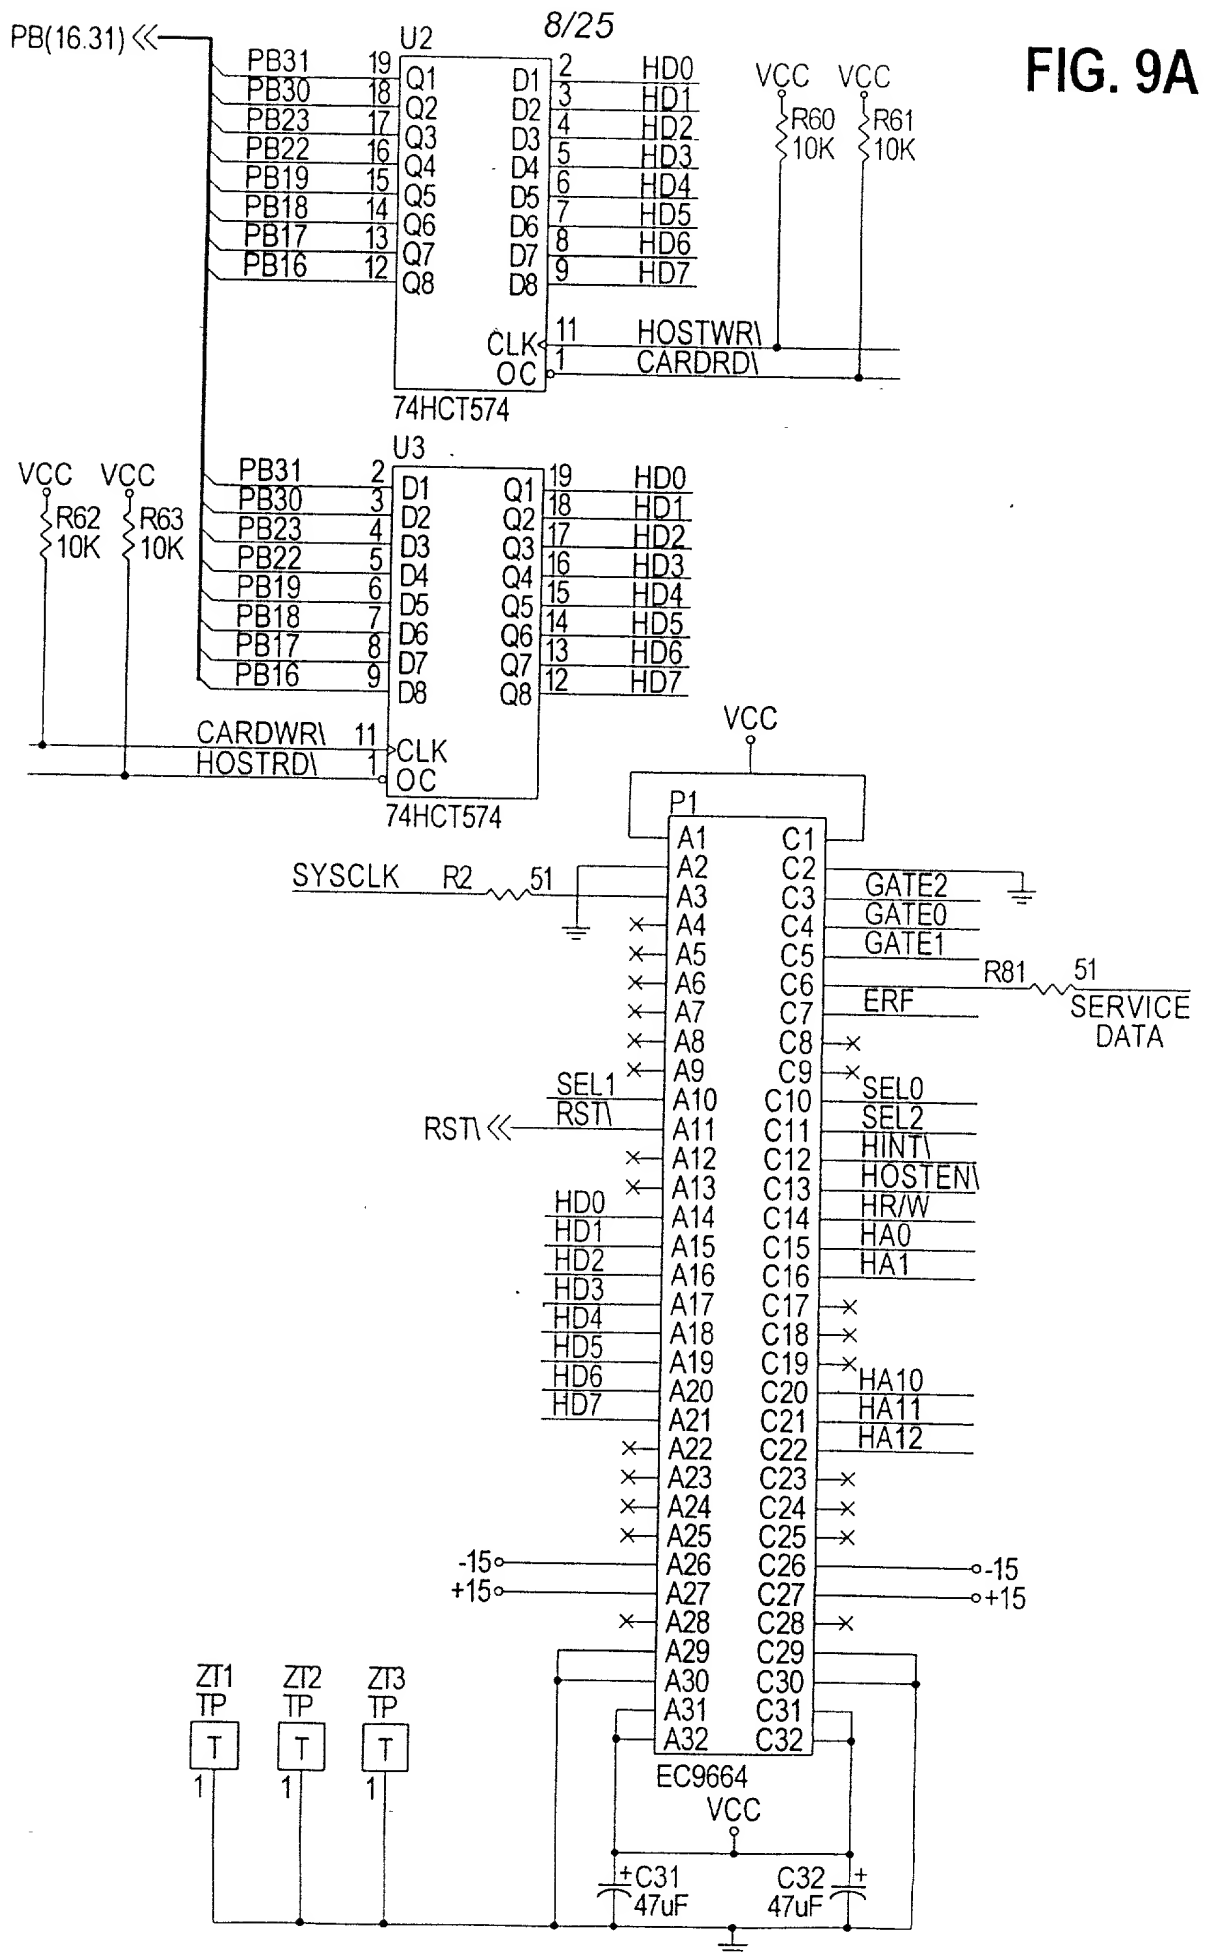 8/25
FIG. 9A
PB(16.31)
U2
PB31 19 Q1 D1 2 HD0
PB30 18 Q2 D2 3 HD1
PB23 17 Q3 D3 4 HD2
PB22 16 Q4 D4 5 HD3
PB19 15 Q5 D5 6 HD4
PB18 14 Q6 D6 7 HD5
PB17 13 Q7 D7 8 HD6
PB16 12 Q8 D8 9 HD7
CLK 11 HOSTWR\
OC 1 CARDRD\
74HCT574
VCC VCC
R60 R61
10K 10K
U3
PB31 2 D1 Q1 19 HD0
PB30 3 D2 Q2 18 HD1
PB23 4 D3 Q3 17 HD2
PB22 5 D4 Q4 16 HD3
PB19 6 D5 Q5 15 HD4
PB18 7 D6 Q6 14 HD5
PB17 8 D7 Q7 13 HD6
PB16 9 D8 Q8 12 HD7
CARDWR\ 11 CLK
HOSTRD\ 1 OC
74HCT574
VCC VCC
R62 R63
10K 10K
VCC
P1
A1 C1
A2 C2
SYSCLK R2 51 A3 C3 GATE2
A4 C4 GATE0
A5 C5 GATE1
A6 C6 R81 51
SERVICE
DATA
A7 C7 ERF
A8 C8
A9 C9
SEL1 A10 C10 SEL0
RST\ RST\ A11 C11 SEL2
A12 C12 HINT\
A13 C13 HOSTEN\
HD0 A14 C14 HR/W
HD1 A15 C15 HA0
HD2 A16 C16 HA1
HD3 A17 C17
HD4 A18 C18
HD5 A19 C19
HD6 A20 C20 HA10
HD7 A21 C21 HA11
A22 C22 HA12
A23 C23
A24 C24
A25 C25
-15 A26 C26 -15
+15 A27 C27 +15
A28 C28
A29 C29
A30 C30
A31 C31
A32 C32
EC9664
ZT1 ZT2 ZT3
TP TP TP
T T T
1 1 1
VCC
+ C31 C32 +
47uF 47uF